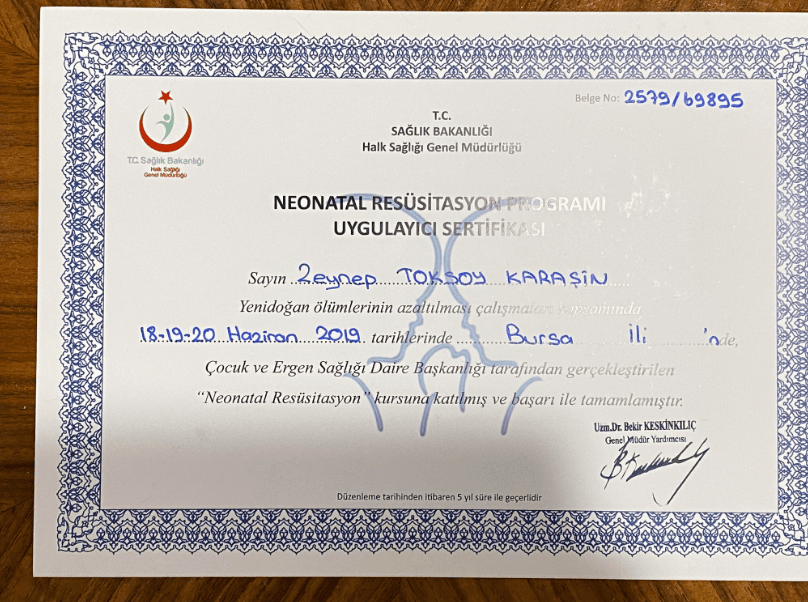 Belge No: 2579/69895
T.C.
SAĞLIK BAKANLIĞI
Halk Sağlığı Genel Müdürlüğü
T.C. Sağlık Bakanlığı
Halk Sağlığı
Genel Müdürlüğü
NEONATAL RESÜSİTASYON PROGRAMI
UYGULAYICI SERTİFİKASI
Sayın Zeynep TOKSOY KARAŞİN
Yenidoğan ölümlerinin azaltılması çalışmaları kapsamında
18-19-20 Haziran 2019 tarihlerinde Bursa İli 'nde,
Çocuk ve Ergen Sağlığı Daire Başkanlığı tarafından gerçekleştirilen
“Neonatal Resüsitasyon” kursuna katılmış ve başarı ile tamamlamıştır.
Uzm.Dr. Bekir KESKİNKILIÇ
Genel Müdür Yardımcısı
Düzenleme tarihinden itibaren 5 yıl süre ile geçerlidir